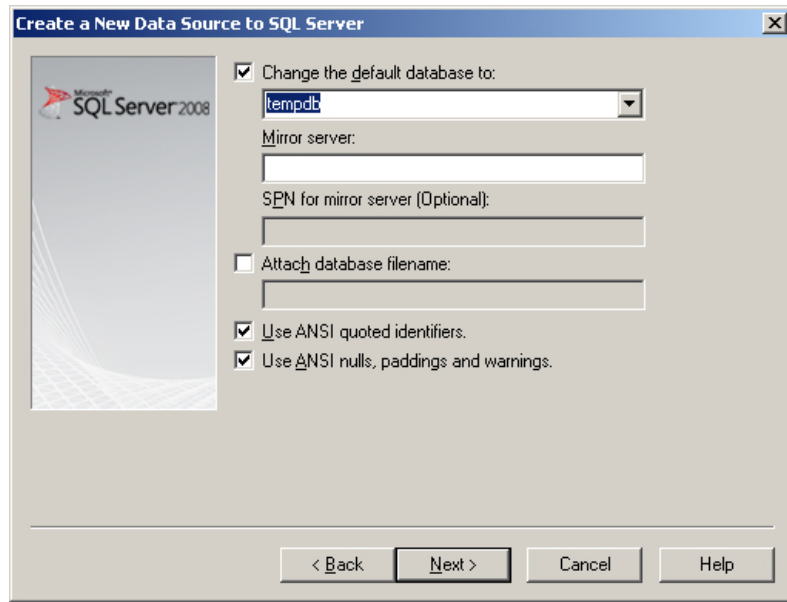 Create a New Data Source to SQL Server
Microsoft
SQL Server 2008
Change the default database to:
tempdb
Mirror server:
SPN for mirror server (Optional):
Attach database filename:
Use ANSI quoted identifiers.
Use ANSI nulls, paddings and warnings.
< Back
Next >
Cancel
Help